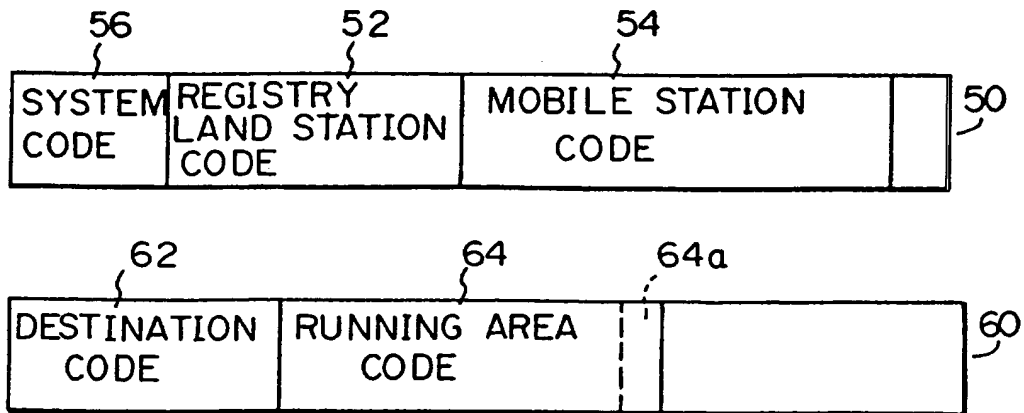 56 52 54
SYSTEM CODE
REGISTRY LAND STATION CODE
MOBILE STATION CODE
50
62 64 64a
DESTINATION CODE
RUNNING AREA CODE
60